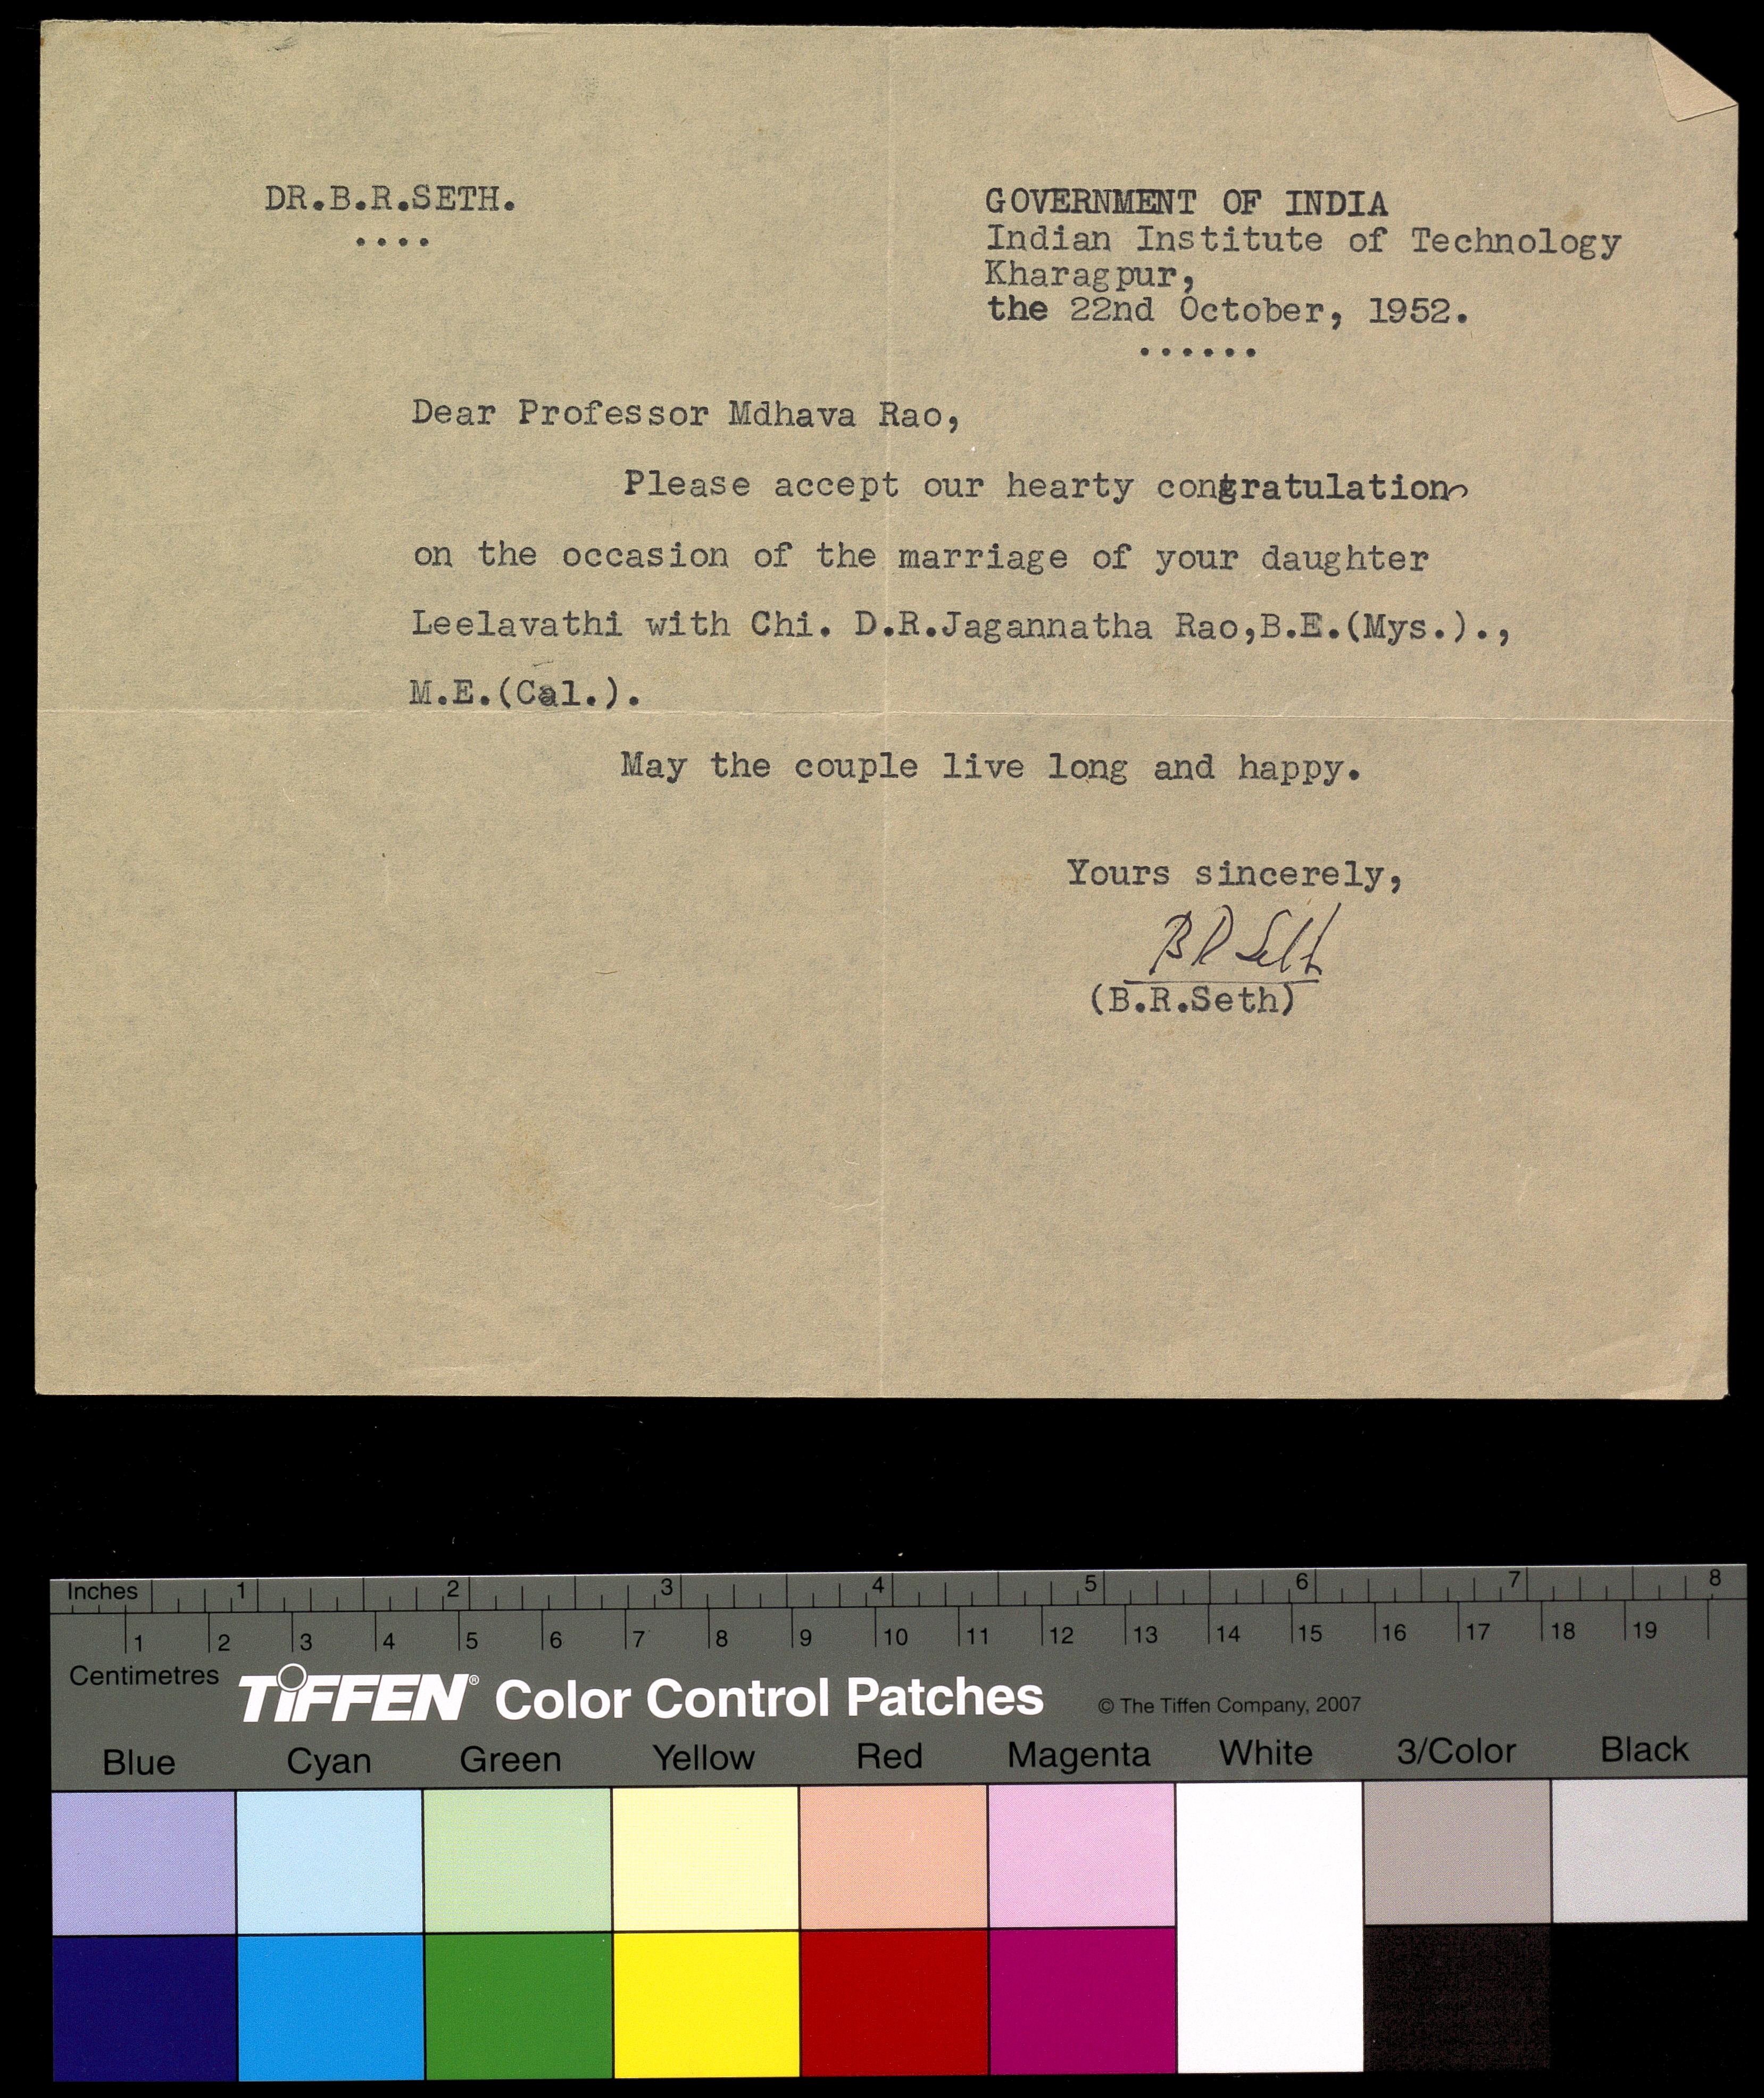 DR.B.R.SETH.
....
GOVERNMENT OF INDIA
Indian Institute of Technology
Kharagpur,
the 22nd October, 1952.
......
Dear Professor Mdhava Rao,
Please accept our hearty congratulation
on the occasion of the marriage of your daughter
Leelavathi with Chi. D.R.Jagannatha Rao,B.E.(Mys.).,
M.E.(Cal.).
May the couple live long and happy.
Yours sincerely,
B R Seth
(B.R.Seth)
Inches 1 2 3 4 5 6 7 8
1 2 3 4 5 6 7 8 9 10 11 12 13 14 15 16 17 18 19
Centimetres
TIFFEN® Color Control Patches © The Tiffen Company, 2007
Blue Cyan Green Yellow Red Magenta White 3/Color Black